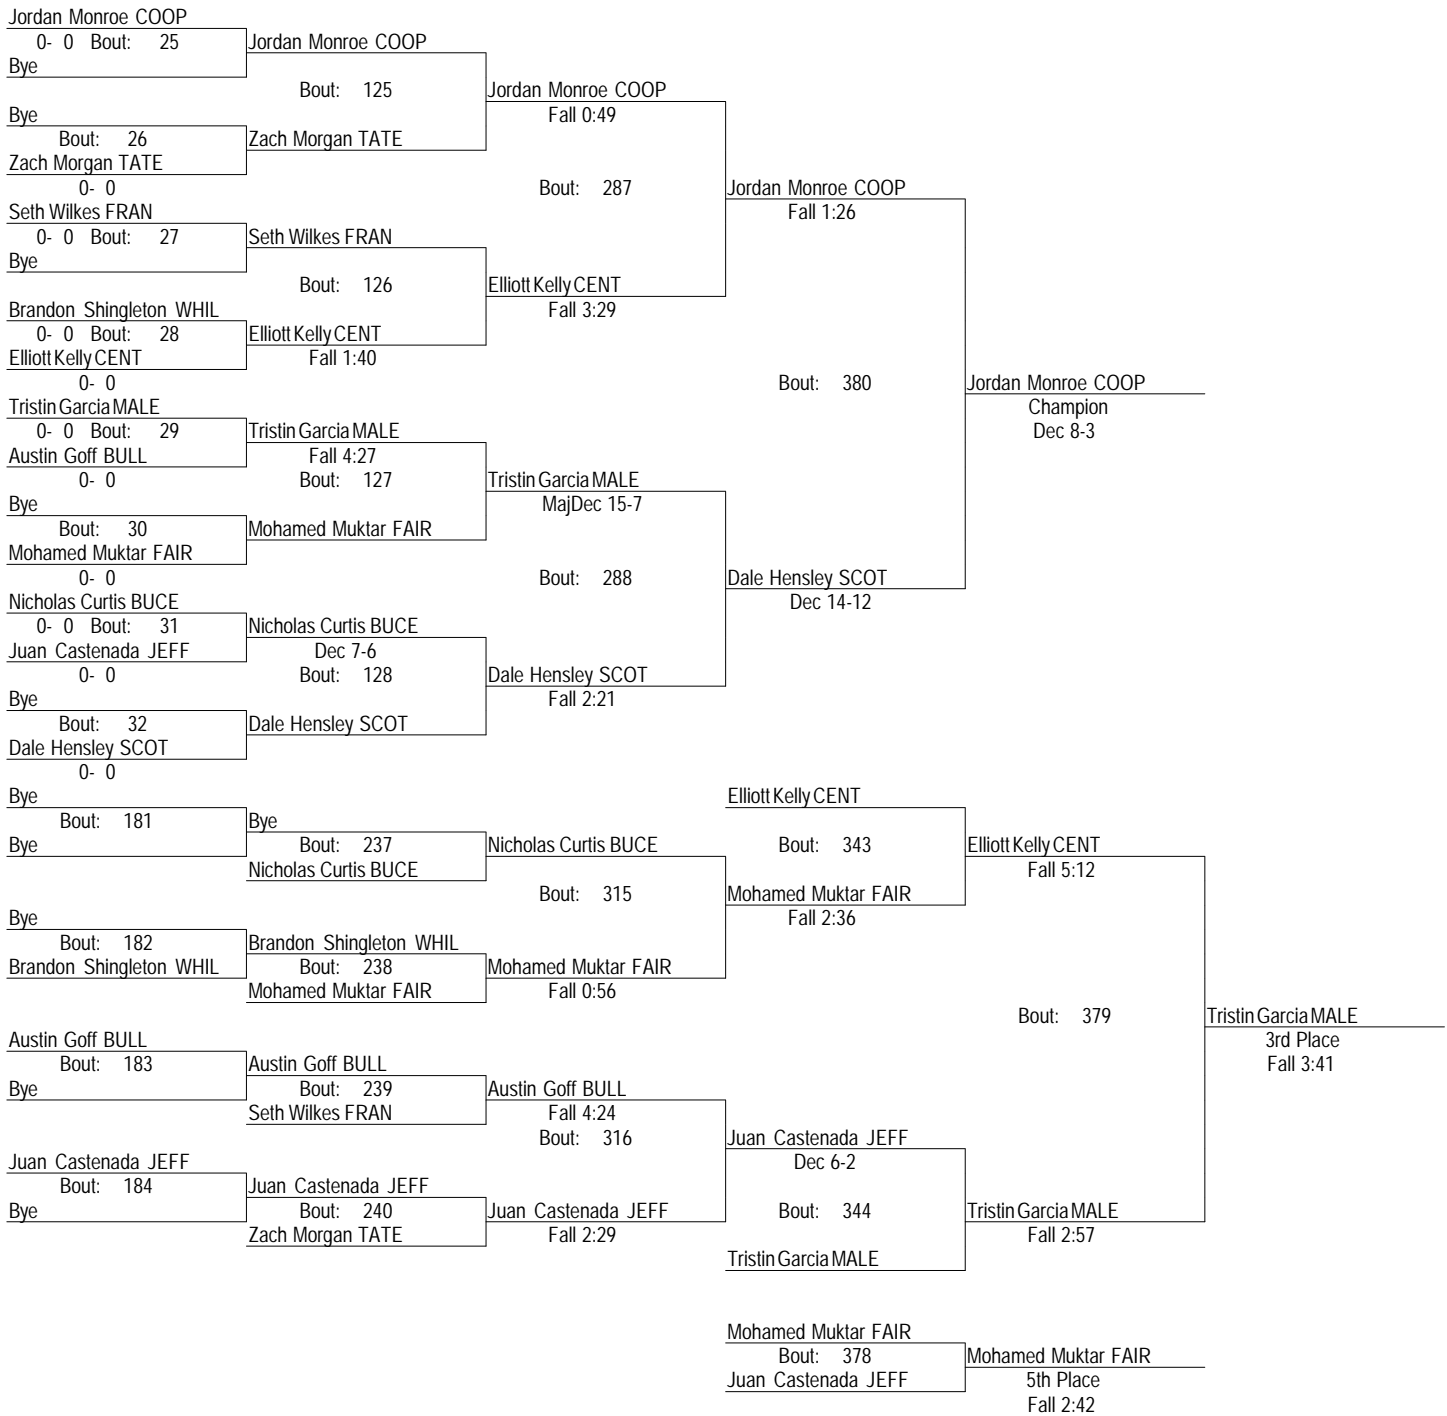 Jordan Monroe COOP
0- 0 Bout: 25 Jordan Monroe COOP
Bye
Bout: 125 Jordan Monroe COOP
Bye Fall 0:49
Bout: 26 Zach Morgan TATE
Zach Morgan TATE
0- 0 Bout: 287 Jordan Monroe COOP
Seth Wilkes FRAN Fall 1:26
0- 0 Bout: 27 Seth Wilkes FRAN
Bye
Bout: 126 Elliott Kelly CENT
Brandon Shingleton WHIL Fall 3:29
0- 0 Bout: 28 Elliott Kelly CENT
Elliott Kelly CENT Fall 1:40
0- 0 Bout: 380 Jordan Monroe COOP
Tristin Garcia MALE Champion
0- 0 Bout: 29 Tristin Garcia MALE Dec 8-3
Austin Goff BULL Fall 4:27
0- 0 Bout: 127 Tristin Garcia MALE
Bye MajDec 15-7
Bout: 30 Mohamed Muktar FAIR
Mohamed Muktar FAIR
0- 0 Bout: 288 Dale Hensley SCOT
Nicholas Curtis BUCE Dec 14-12
0- 0 Bout: 31 Nicholas Curtis BUCE
Juan Castenada JEFF Dec 7-6
0- 0 Bout: 128 Dale Hensley SCOT
Bye Fall 2:21
Bout: 32 Dale Hensley SCOT
Dale Hensley SCOT
0- 0
Bye Elliott Kelly CENT
Bout: 181 Bye
Bye Bout: 237 Nicholas Curtis BUCE Bout: 343 Elliott Kelly CENT
Nicholas Curtis BUCE Fall 5:12
Bout: 315 Mohamed Muktar FAIR
Bye Fall 2:36
Bout: 182 Brandon Shingleton WHIL
Brandon Shingleton WHIL Bout: 238 Mohamed Muktar FAIR
Mohamed Muktar FAIR Fall 0:56
Bout: 379 Tristin Garcia MALE
Austin Goff BULL 3rd Place
Bout: 183 Austin Goff BULL Fall 3:41
Bye Bout: 239 Austin Goff BULL
Seth Wilkes FRAN Fall 4:24
Bout: 316 Juan Castenada JEFF
Juan Castenada JEFF Dec 6-2
Bout: 184 Juan Castenada JEFF
Bye Bout: 240 Juan Castenada JEFF Bout: 344 Tristin Garcia MALE
Zach Morgan TATE Fall 2:29 Fall 2:57
Tristin Garcia MALE
Mohamed Muktar FAIR
Bout: 378 Mohamed Muktar FAIR
Juan Castenada JEFF 5th Place
Fall 2:42